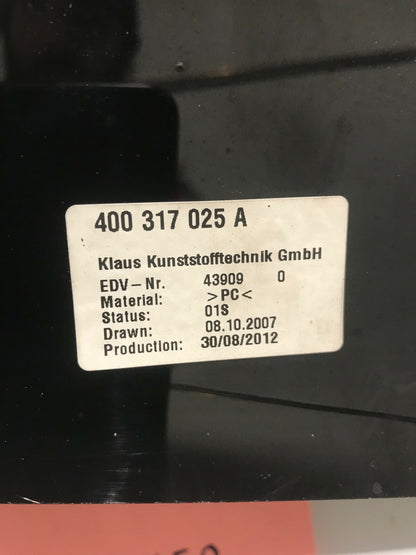 400 317 025 A
Klaus Kunststofftechnik GmbH
EDV-Nr. 43909 0
Material: >PC<
Status: 01S
Drawn: 08.10.2007
Production: 30/08/2012